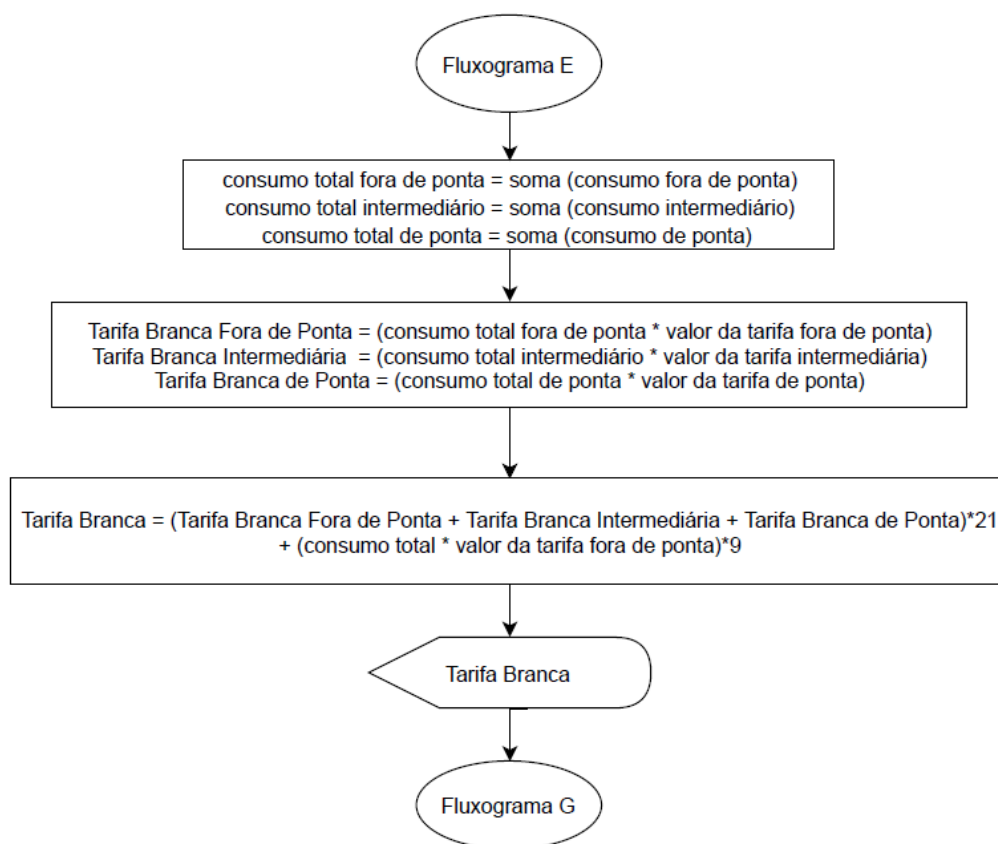 Fluxograma E
consumo total fora de ponta = soma (consumo fora de ponta)
consumo total intermediário = soma (consumo intermediário)
consumo total de ponta = soma (consumo de ponta)
Tarifa Branca Fora de Ponta = (consumo total fora de ponta * valor da tarifa fora de ponta)
Tarifa Branca Intermediária = (consumo total intermediário * valor da tarifa intermediária)
Tarifa Branca de Ponta = (consumo total de ponta * valor da tarifa de ponta)
Tarifa Branca = (Tarifa Branca Fora de Ponta + Tarifa Branca Intermediária + Tarifa Branca de Ponta)*21
+ (consumo total * valor da tarifa fora de ponta)*9
Tarifa Branca
Fluxograma G